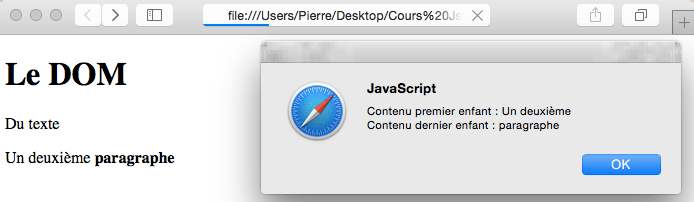 file:///Users/Pierre/Desktop/Cours%20Js
Le DOM
Du texte
Un deuxième paragraphe
JavaScript
Contenu premier enfant : Un deuxième
Contenu dernier enfant : paragraphe
OK